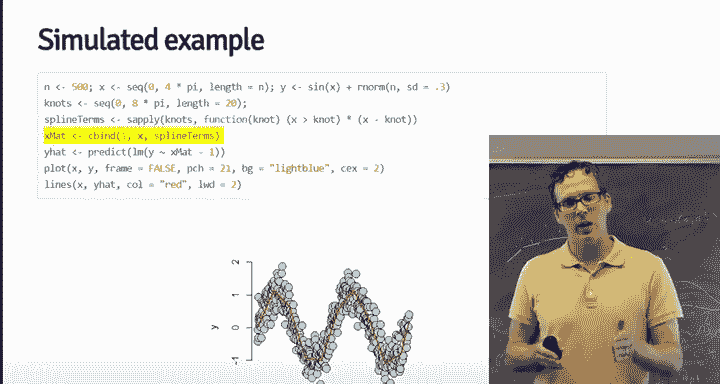 Simulated example
n <- 500; x <- seq(0, 4 * pi, length = n); y <- sin(x) + rnorm(n, sd = .3)
knots <- seq(0, 8 * pi, length = 20);
splineTerms <- sapply(knots, function(knot) (x > knot) * (x - knot))
xMat <- cbind(1, x, splineTerms)
yhat <- predict(lm(y ~ xMat - 1))
plot(x, y, frame = FALSE, pch = 21, bg = "lightblue", cex = 2)
lines(x, yhat, col = "red", lwd = 2)
2
1
y
0
-1